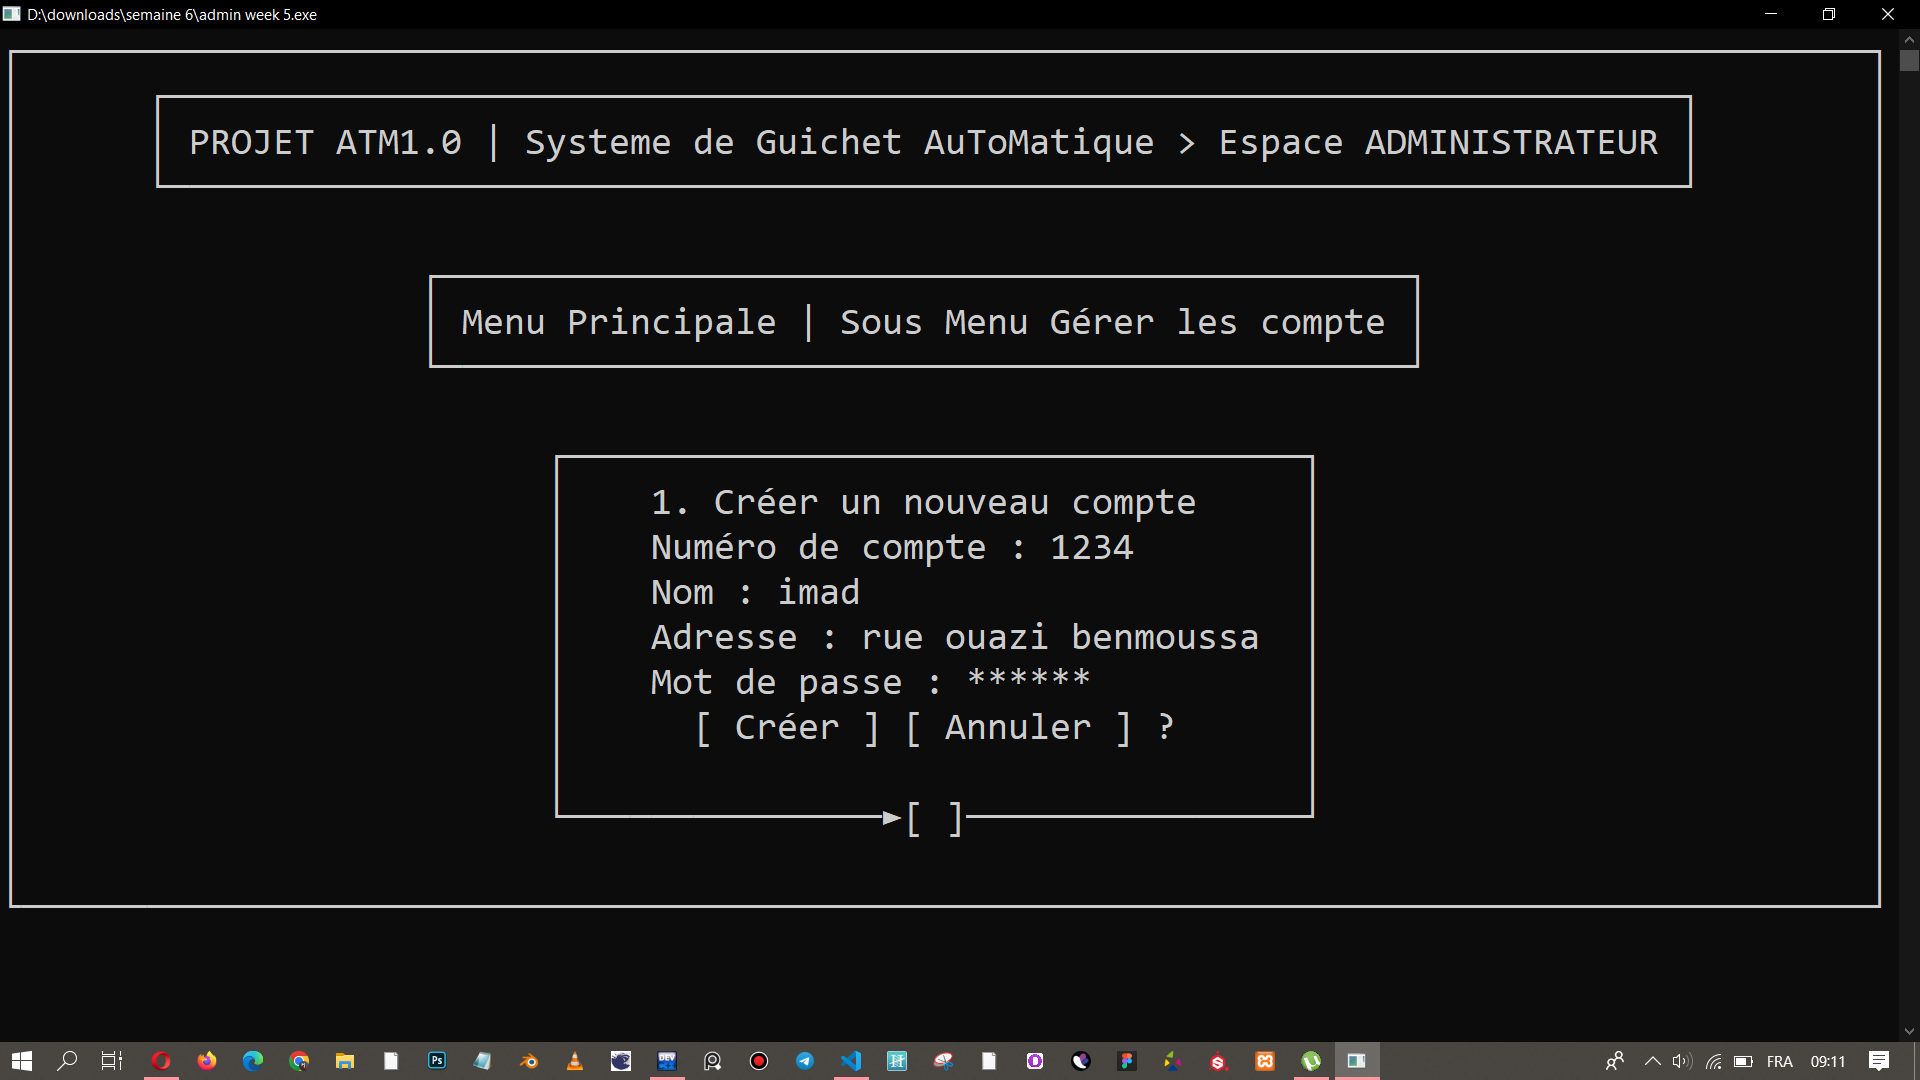 D:\downloads\semaine 6\admin week 5.exe
PROJET ATM1.0 | Systeme de Guichet AuToMatique > Espace ADMINISTRATEUR
Menu Principale | Sous Menu Gérer les compte
1. Créer un nouveau compte
Numéro de compte : 1234
Nom : imad
Adresse : rue ouazi benmoussa
Mot de passe : ******
[ Créer ] [ Annuler ] ?
►[ ]
FRA
09:11